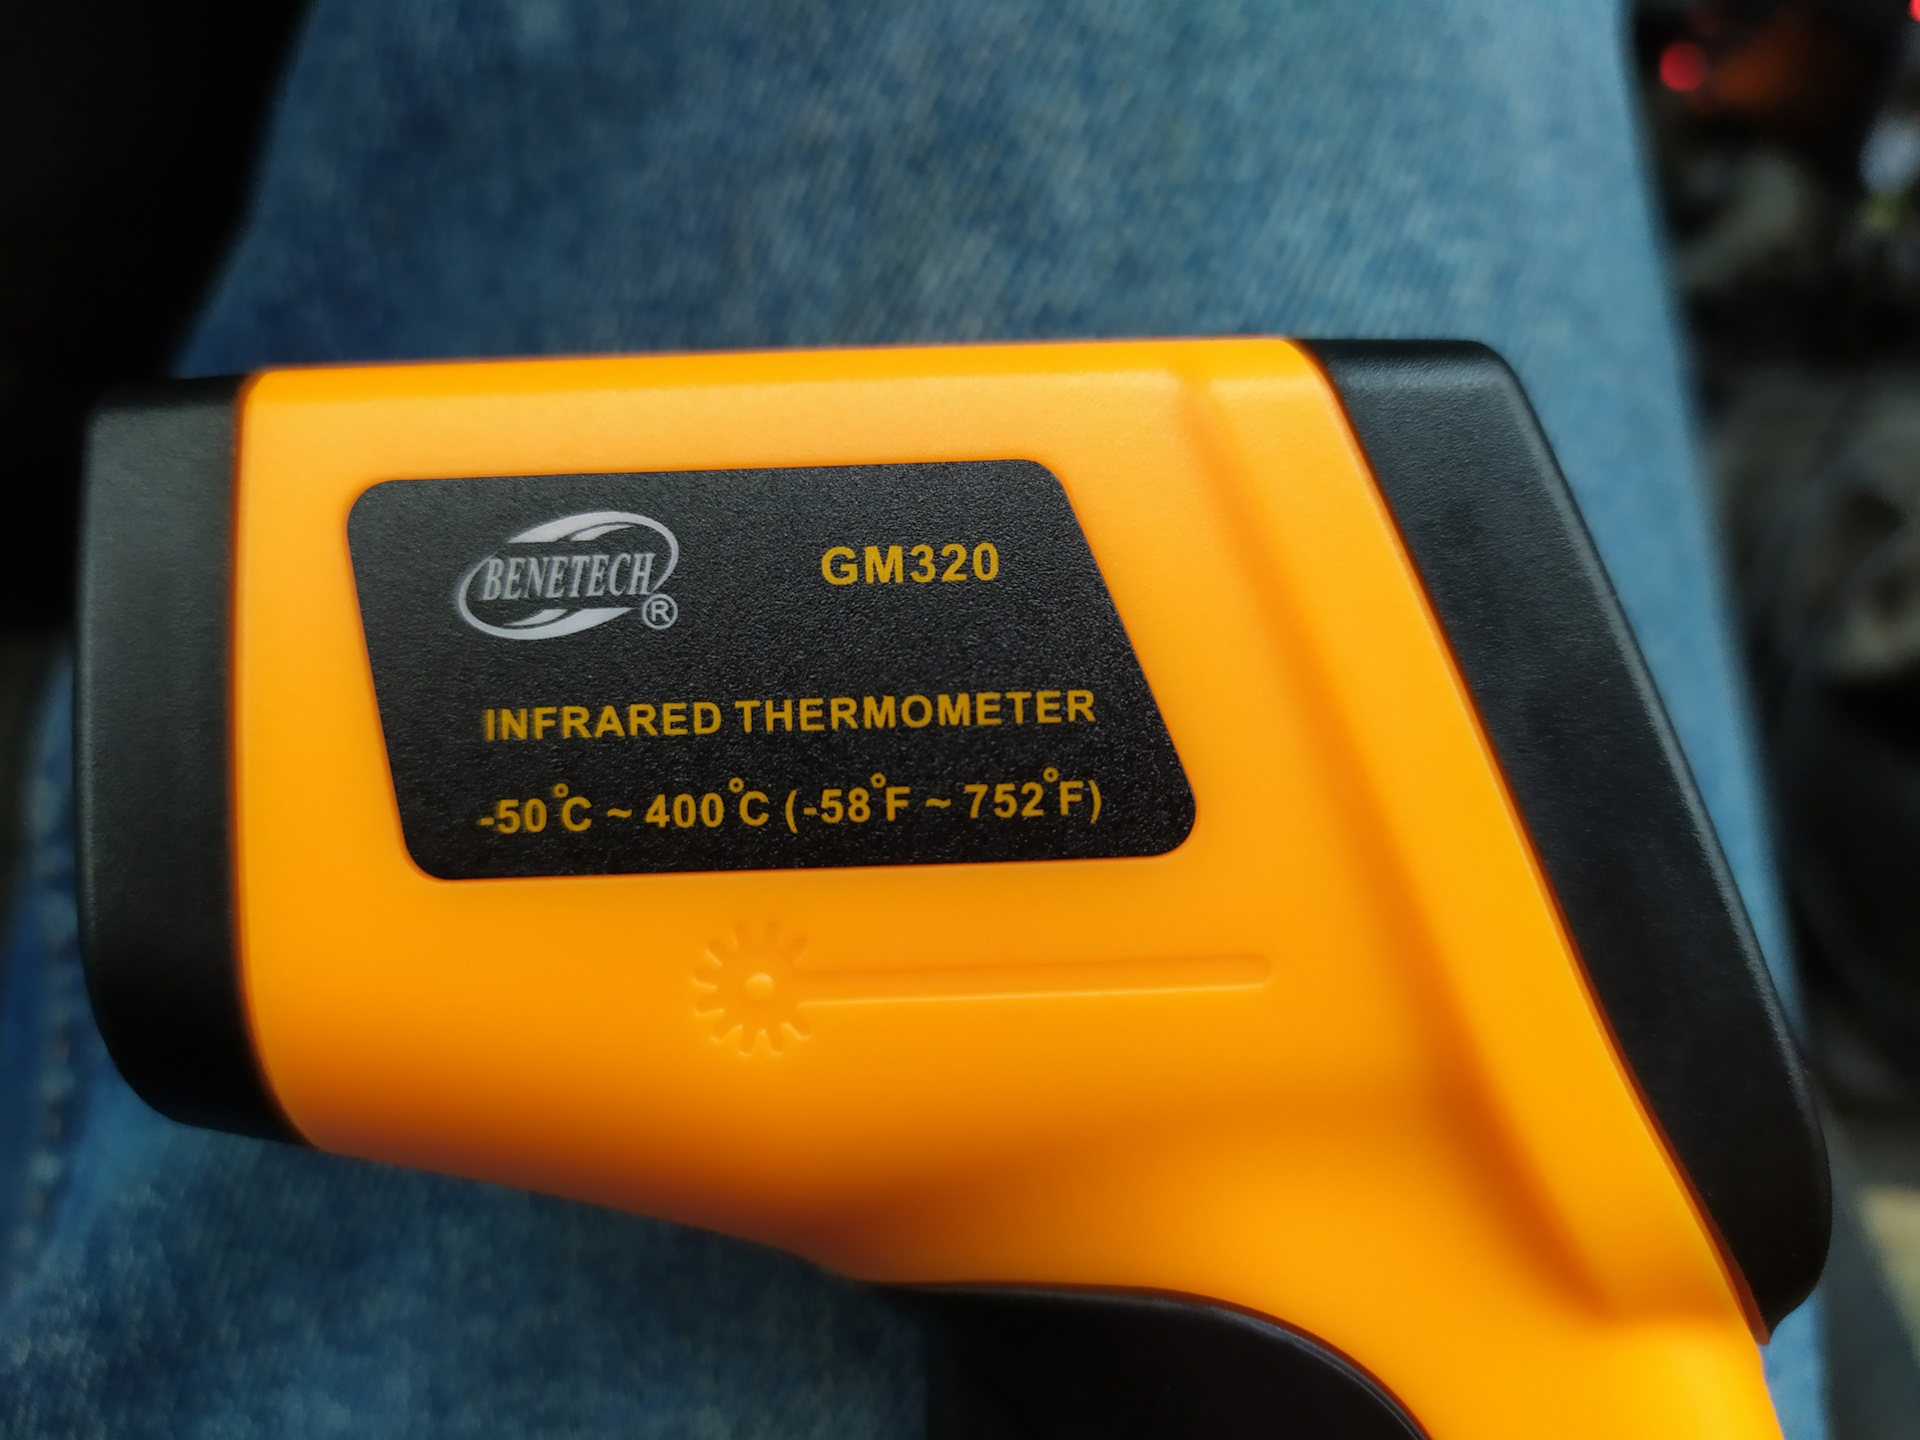 BENETECH® GM320
INFRARED THERMOMETER
-50°C ~ 400°C (-58°F ~ 752°F)